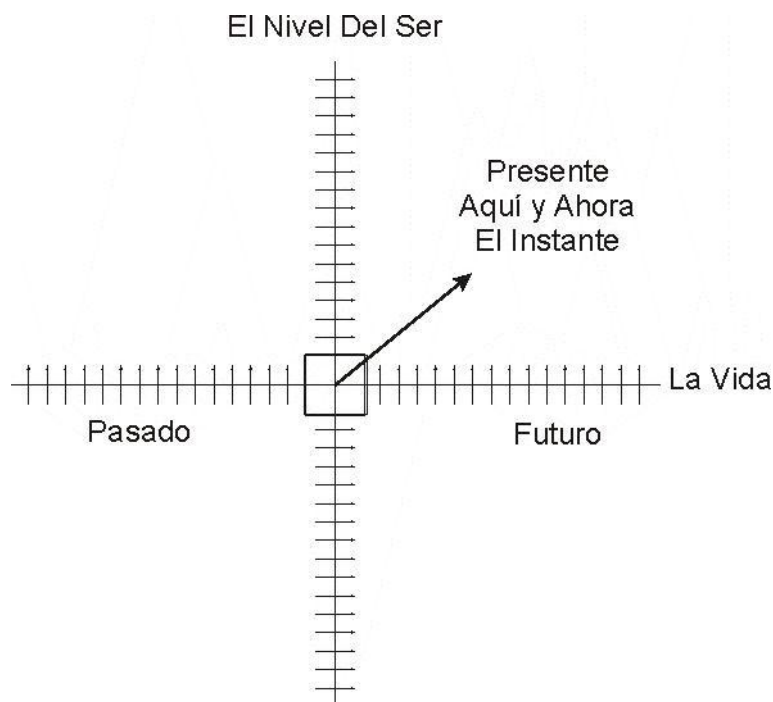 El Nivel Del Ser
Presente
Aquí y Ahora
El Instante
La Vida
Pasado
Futuro